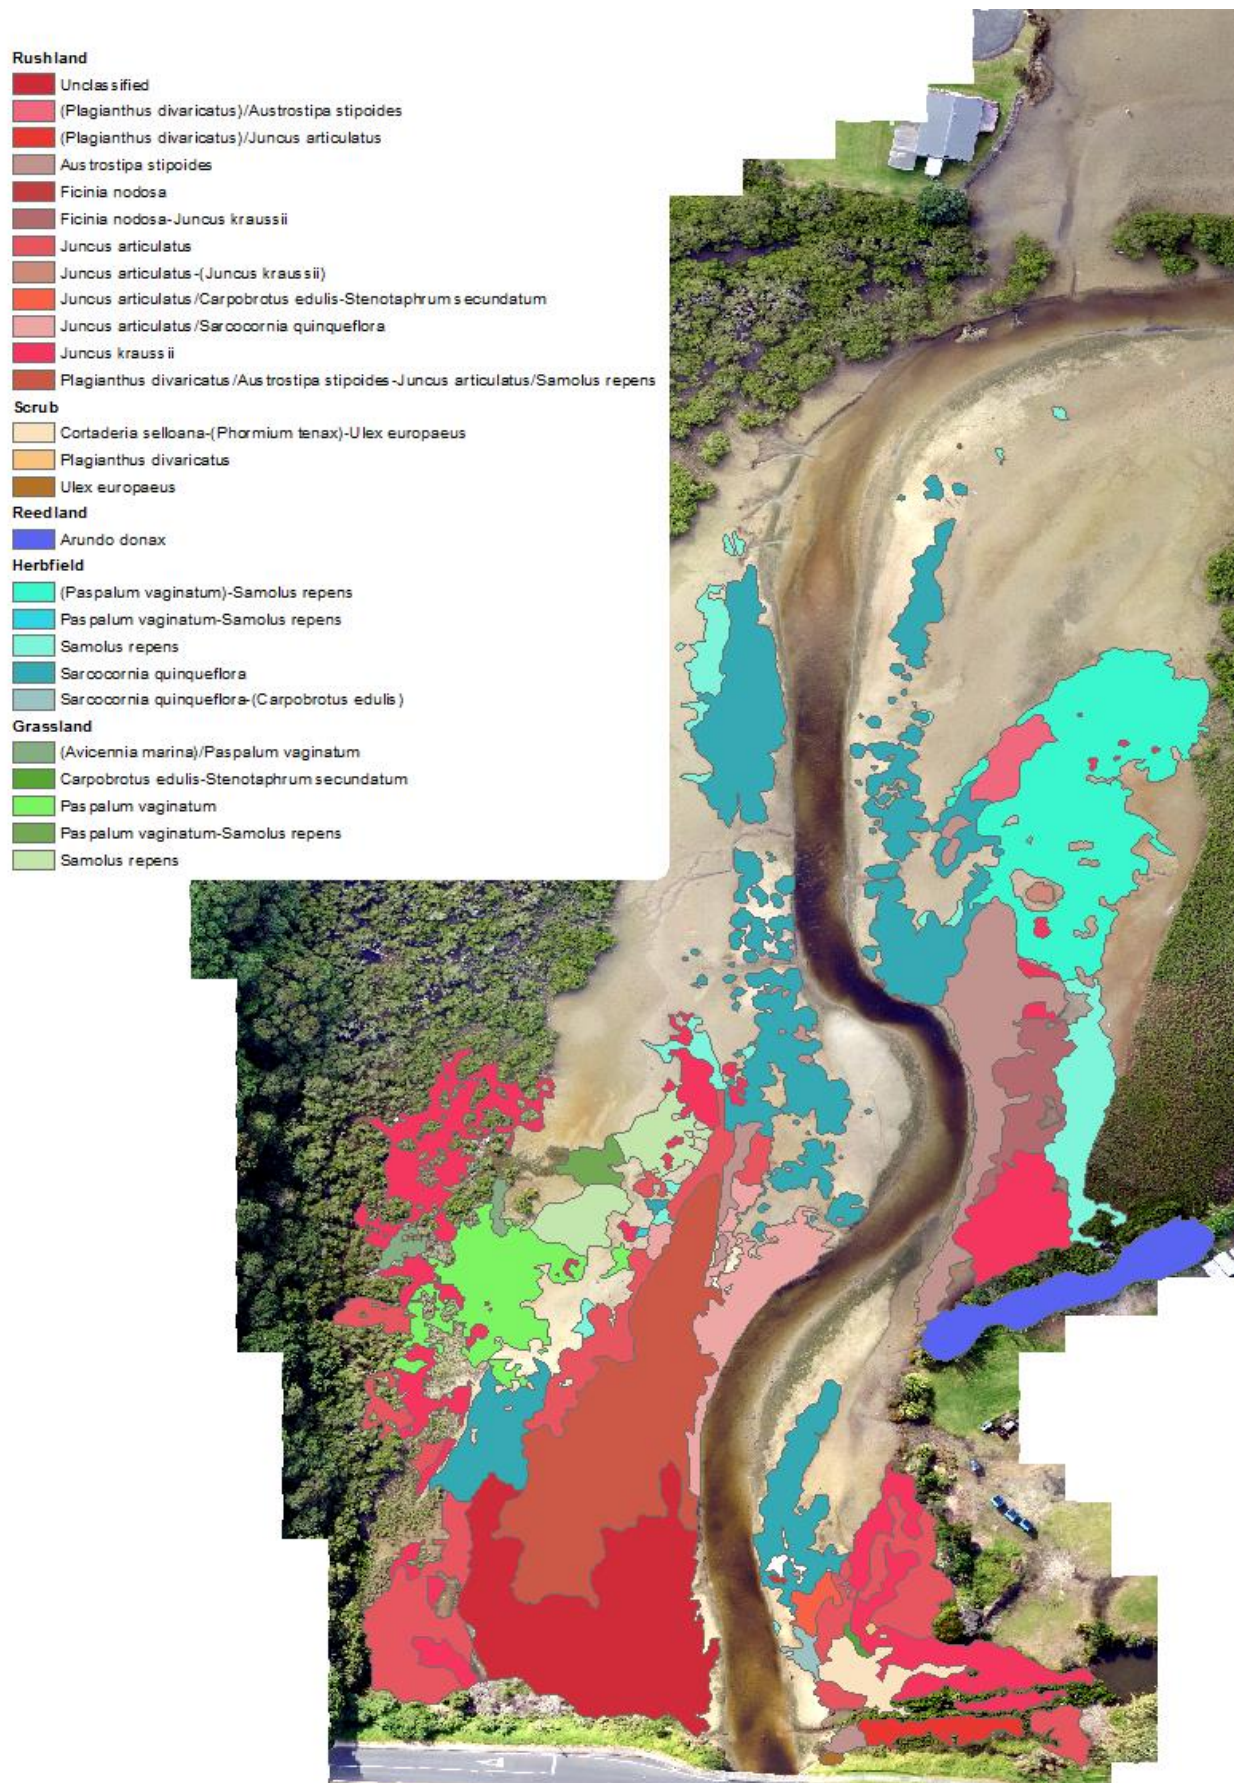 Rushland
Unclassified
(Plagianthus divaricatus)/Austrostipa stipoides
(Plagianthus divaricatus)/Juncus articulatus
Austrostipa stipoides
Ficinia nodosa
Ficinia nodosa-Juncus kraussii
Juncus articulatus
Juncus articulatus-(Juncus kraussii)
Juncus articulatus/Carpobrotus edulis-Stenotaphrum secundatum
Juncus articulatus/Sarcocornia quinqueflora
Juncus kraussii
Plagianthus divaricatus/Austrostipa stipoides-Juncus articulatus/Samolus repens
Scrub
Cortaderia selloana-(Phormium tenax)-Ulex europaeus
Plagianthus divaricatus
Ulex europaeus
Reedland
Arundo donax
Herbfield
(Paspalum vaginatum)-Samolus repens
Paspalum vaginatum-Samolus repens
Samolus repens
Sarcocornia quinqueflora
Sarcocornia quinqueflora-(Carpobrotus edulis)
Grassland
(Avicennia marina)/Paspalum vaginatum
Carpobrotus edulis-Stenotaphrum secundatum
Paspalum vaginatum
Paspalum vaginatum-Samolus repens
Samolus repens